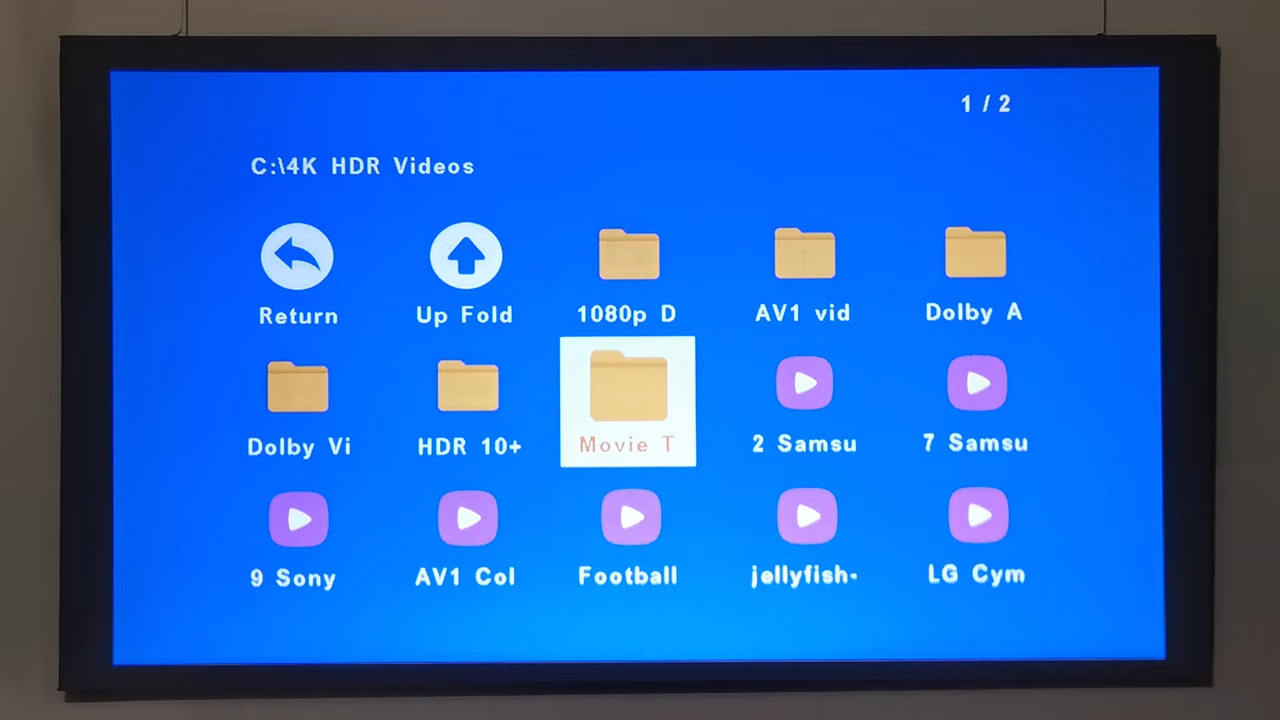 1 / 2
C:\4K HDR Videos
Return
Up Fold
1080p D
AV1 vid
Dolby A
Dolby Vi
HDR 10+
Movie T
2 Samsu
7 Samsu
9 Sony
AV1 Col
Football
jellyfish-
LG Cym